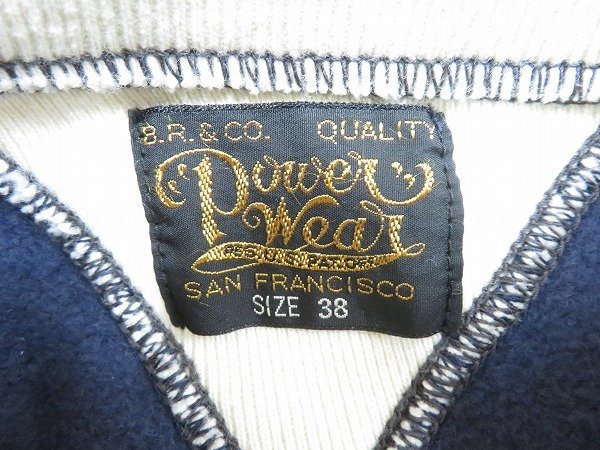 B.R. & CO. QUALITY
Power
Wear
SAN FRANCISCO
SIZE 38